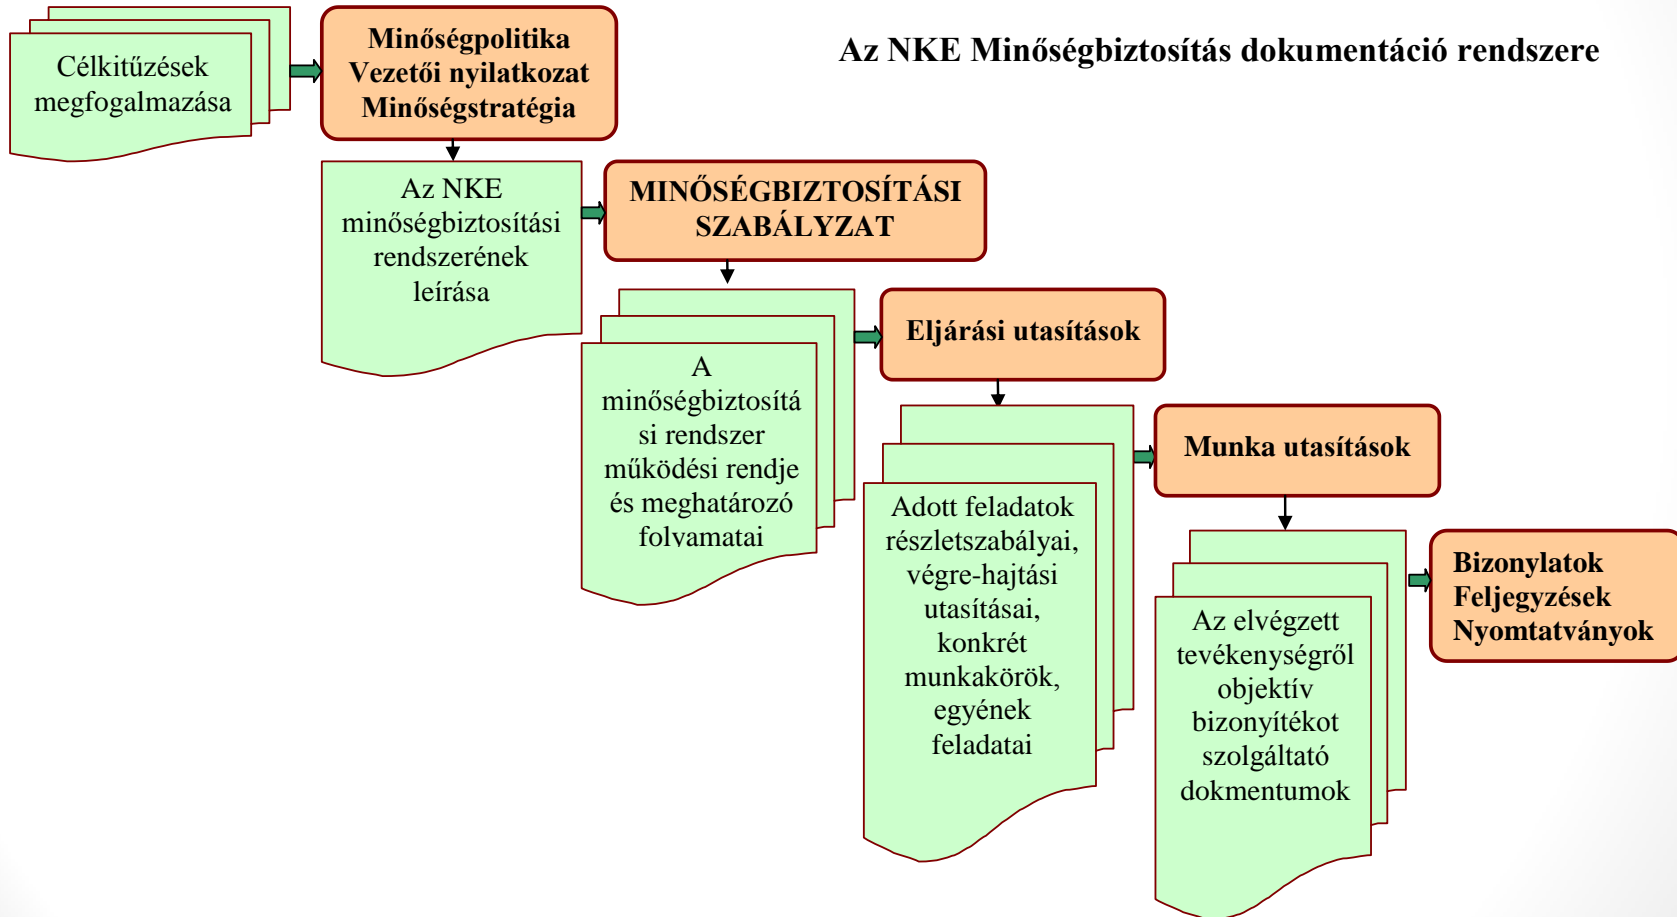 Az NKE Minőségbiztosítás dokumentáció rendszere
Célkitűzések
megfogalmazása
Minőségpolitika
Vezetői nyilatkozat
Minőségstratégia
Az NKE
minőségbiztosítási
rendszerének
leírása
MINŐSÉGBIZTOSÍTÁSI
SZABÁLYZAT
A
minőségbiztosítá
si rendszer
működési rendje
és meghatározó
folyamatai
Eljárási utasítások
Adott feladatok
részletszabályai,
végre-hajtási
utasításai,
konkrét
munkakörök,
egyének
feladatai
Munka utasítások
Az elvégzett
tevékenységről
objektív
bizonyítékot
szolgáltató
dokmentumok
Bizonylatok
Feljegyzések
Nyomtatványok